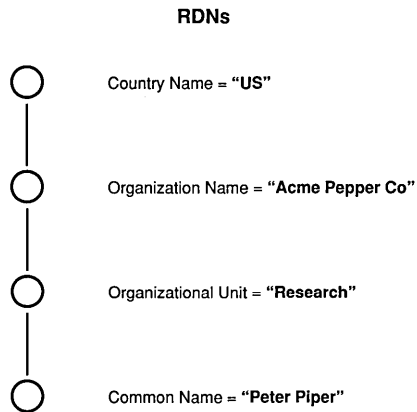 RDNs
Country Name = “US”
Organization Name = “Acme Pepper Co”
Organizational Unit = “Research”
Common Name = “Peter Piper”